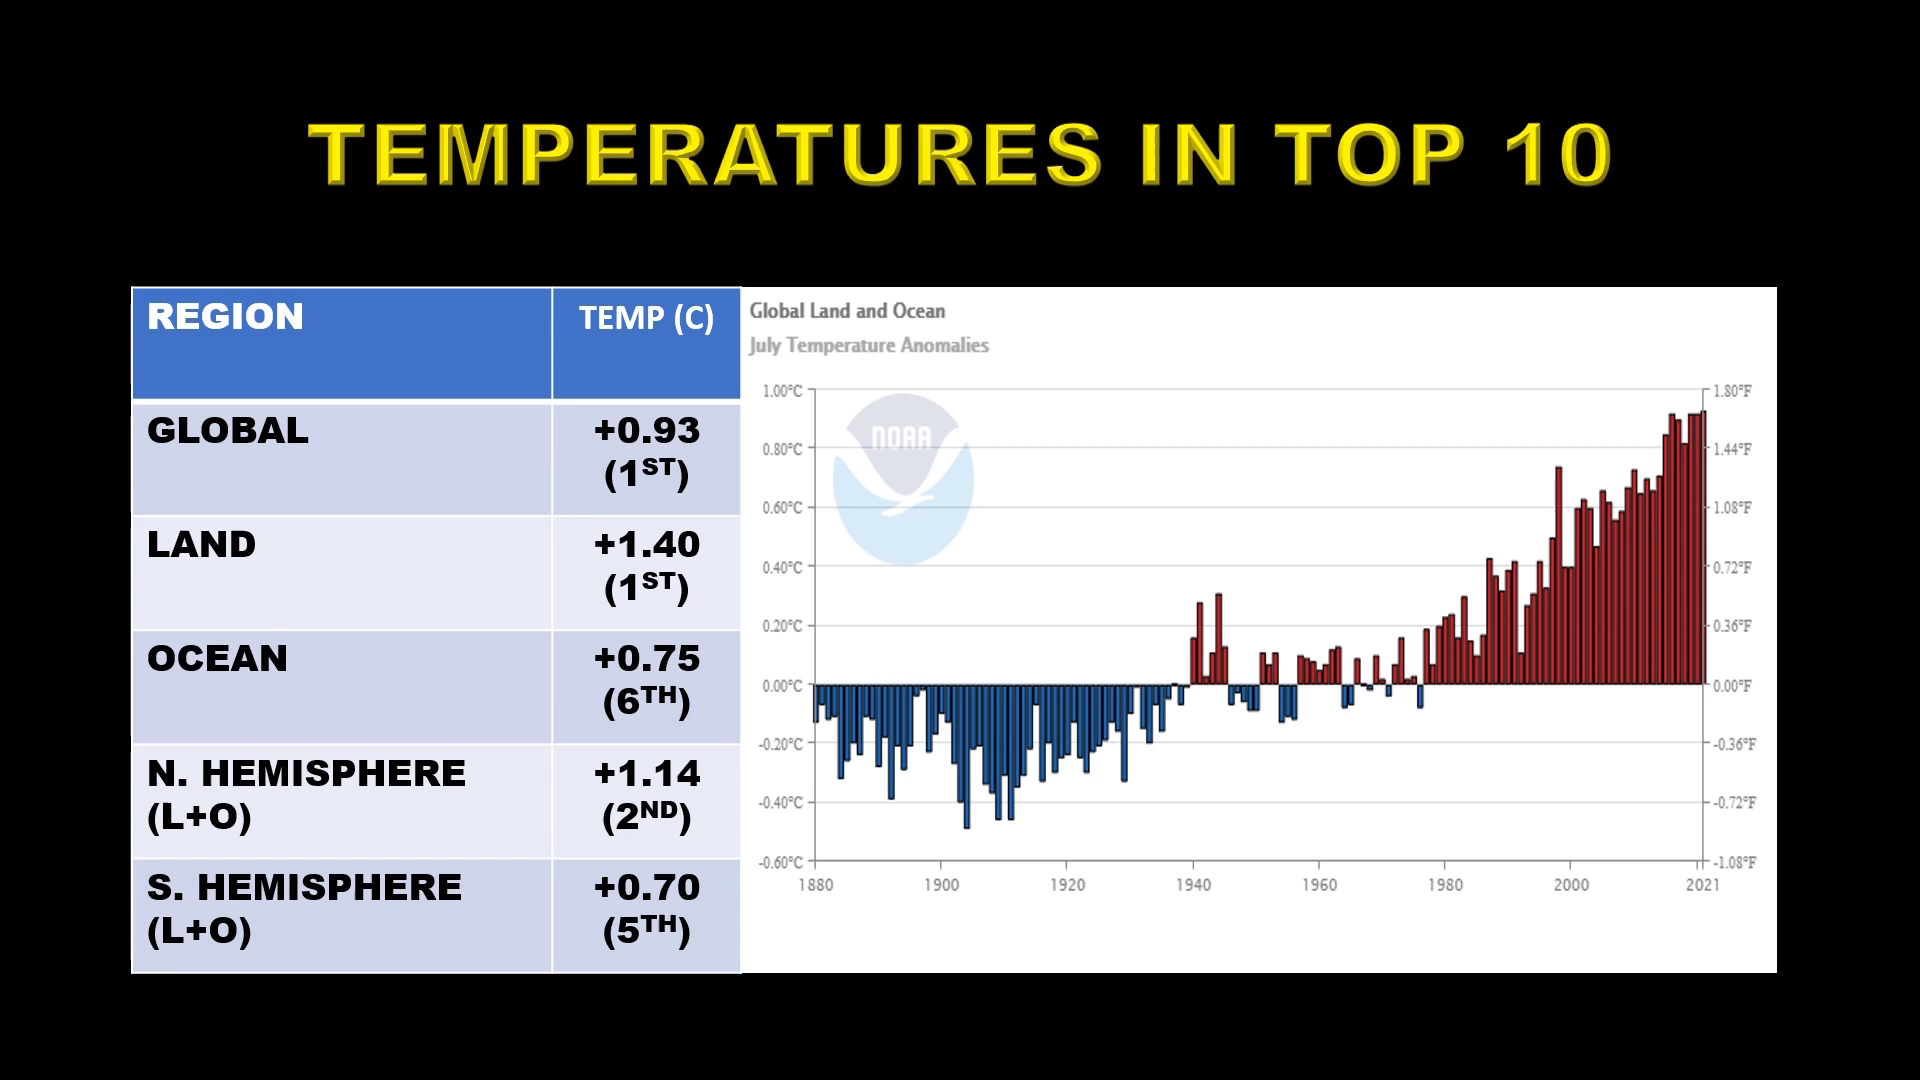 TEMPERATURES IN TOP 10
REGION
TEMP (C)
GLOBAL
+0.93
(1ST)
LAND
+1.40
(1ST)
OCEAN
+0.75
(6TH)
N. HEMISPHERE
(L+O)
+1.14
(2ND)
S. HEMISPHERE
(L+O)
+0.70
(5TH)
Global Land and Ocean
July Temperature Anomalies
NOAA
1.00°C
0.80°C
0.60°C
0.40°C
0.20°C
0.00°C
-0.20°C
-0.40°C
-0.60°C
1.80°F
1.44°F
1.08°F
0.72°F
0.36°F
0.00°F
-0.36°F
-0.72°F
-1.08°F
1880
1900
1920
1940
1960
1980
2000
2021